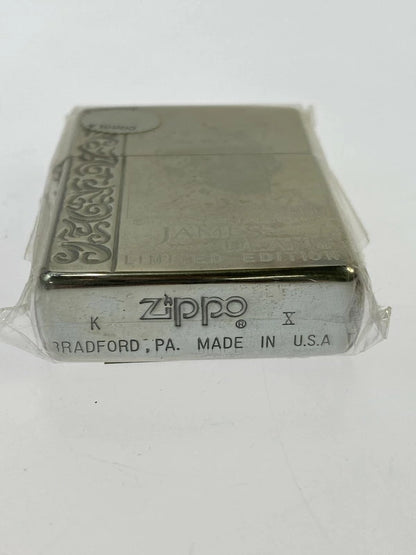 JAMES
LIMITED EDITION
Zippo®
K X
BRADFORD, PA. MADE IN U.S.A